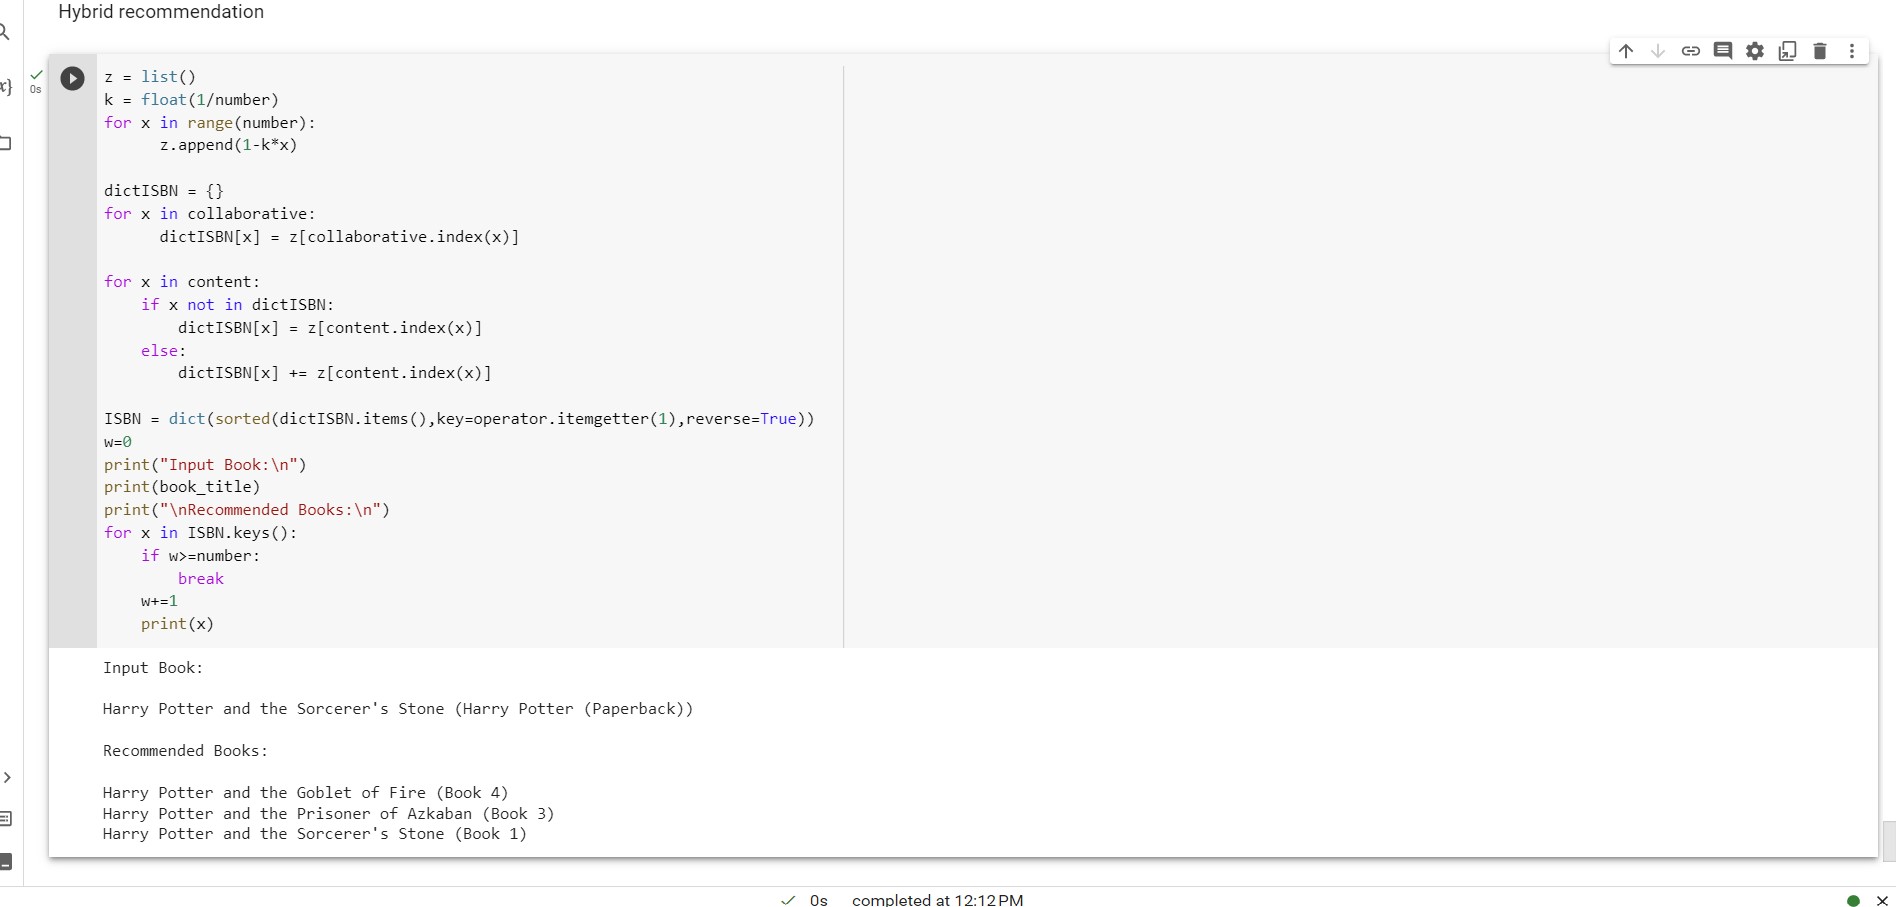 Hybrid recommendation
0s
z = list()
k = float(1/number)
for x in range(number):
      z.append(1-k*x)

dictISBN = {}
for x in collaborative:
      dictISBN[x] = z[collaborative.index(x)]

for x in content:
    if x not in dictISBN:
        dictISBN[x] = z[content.index(x)]
    else:
        dictISBN[x] += z[content.index(x)]

ISBN = dict(sorted(dictISBN.items(),key=operator.itemgetter(1),reverse=True))
w=0
print("Input Book:\n")
print(book_title)
print("\nRecommended Books:\n")
for x in ISBN.keys():
    if w>=number:
        break
    w+=1
    print(x)
Input Book:

Harry Potter and the Sorcerer's Stone (Harry Potter (Paperback))

Recommended Books:

Harry Potter and the Goblet of Fire (Book 4)
Harry Potter and the Prisoner of Azkaban (Book 3)
Harry Potter and the Sorcerer's Stone (Book 1)
0s completed at 12:12 PM